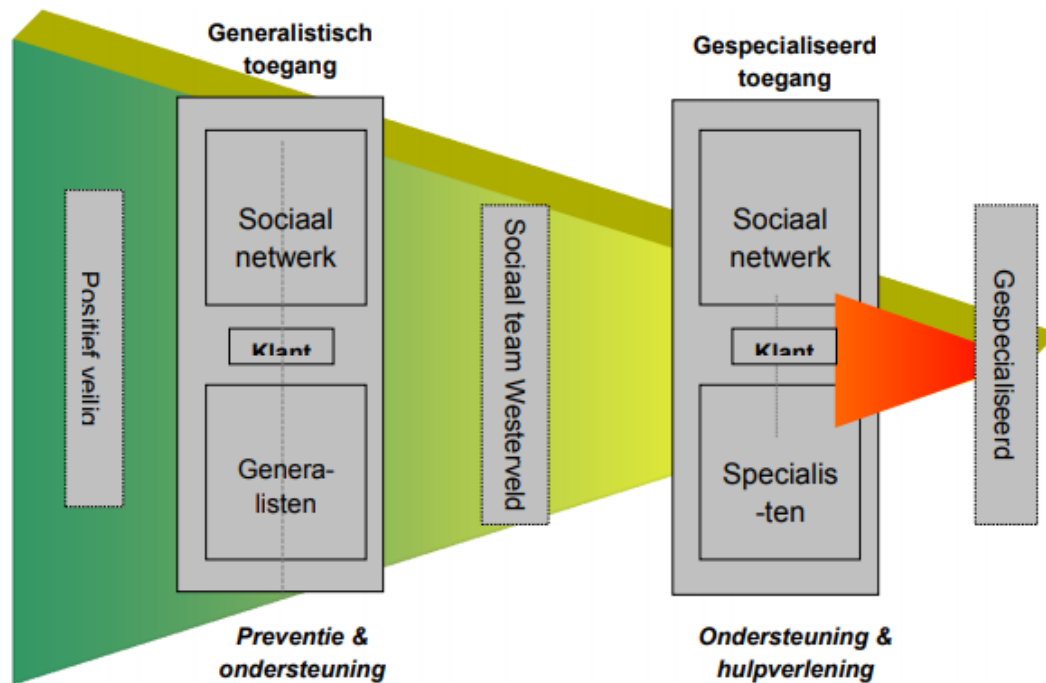 Generalistisch
toegang
Gespecialiseerd
toegang
Positief veilig
Sociaal
netwerk
Klant
Genera-
listen
Sociaal team Westerveld
Sociaal
netwerk
Klant
Specialis
-ten
Gespecialiseerd
Preventie &
ondersteuning
Ondersteuning &
hulpverlening